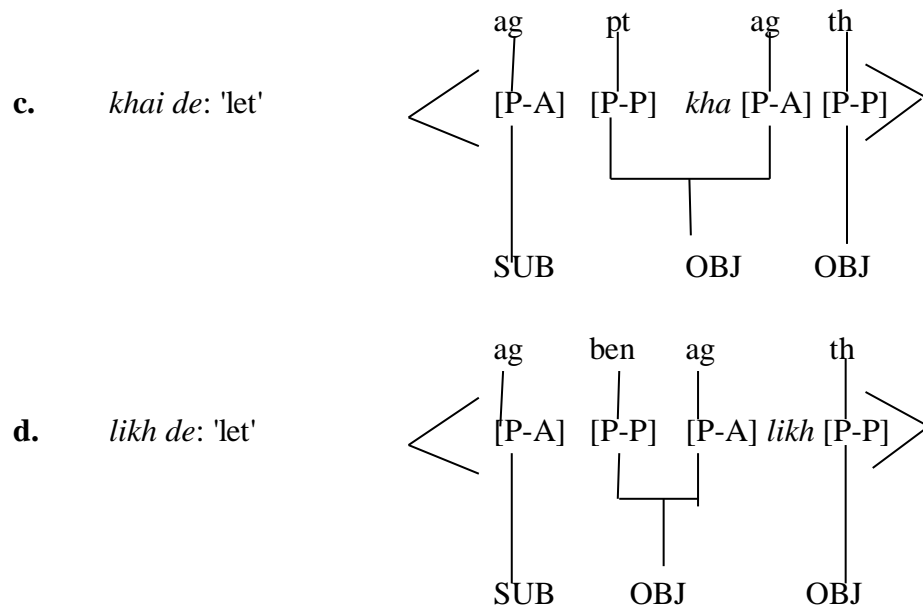 ag pt ag th
c. khai de: 'let' [P-A] [P-P] kha [P-A] [P-P]
SUB OBJ OBJ
ag ben ag th
d. likh de: 'let' [P-A] [P-P] [P-A] likh [P-P]
SUB OBJ OBJ